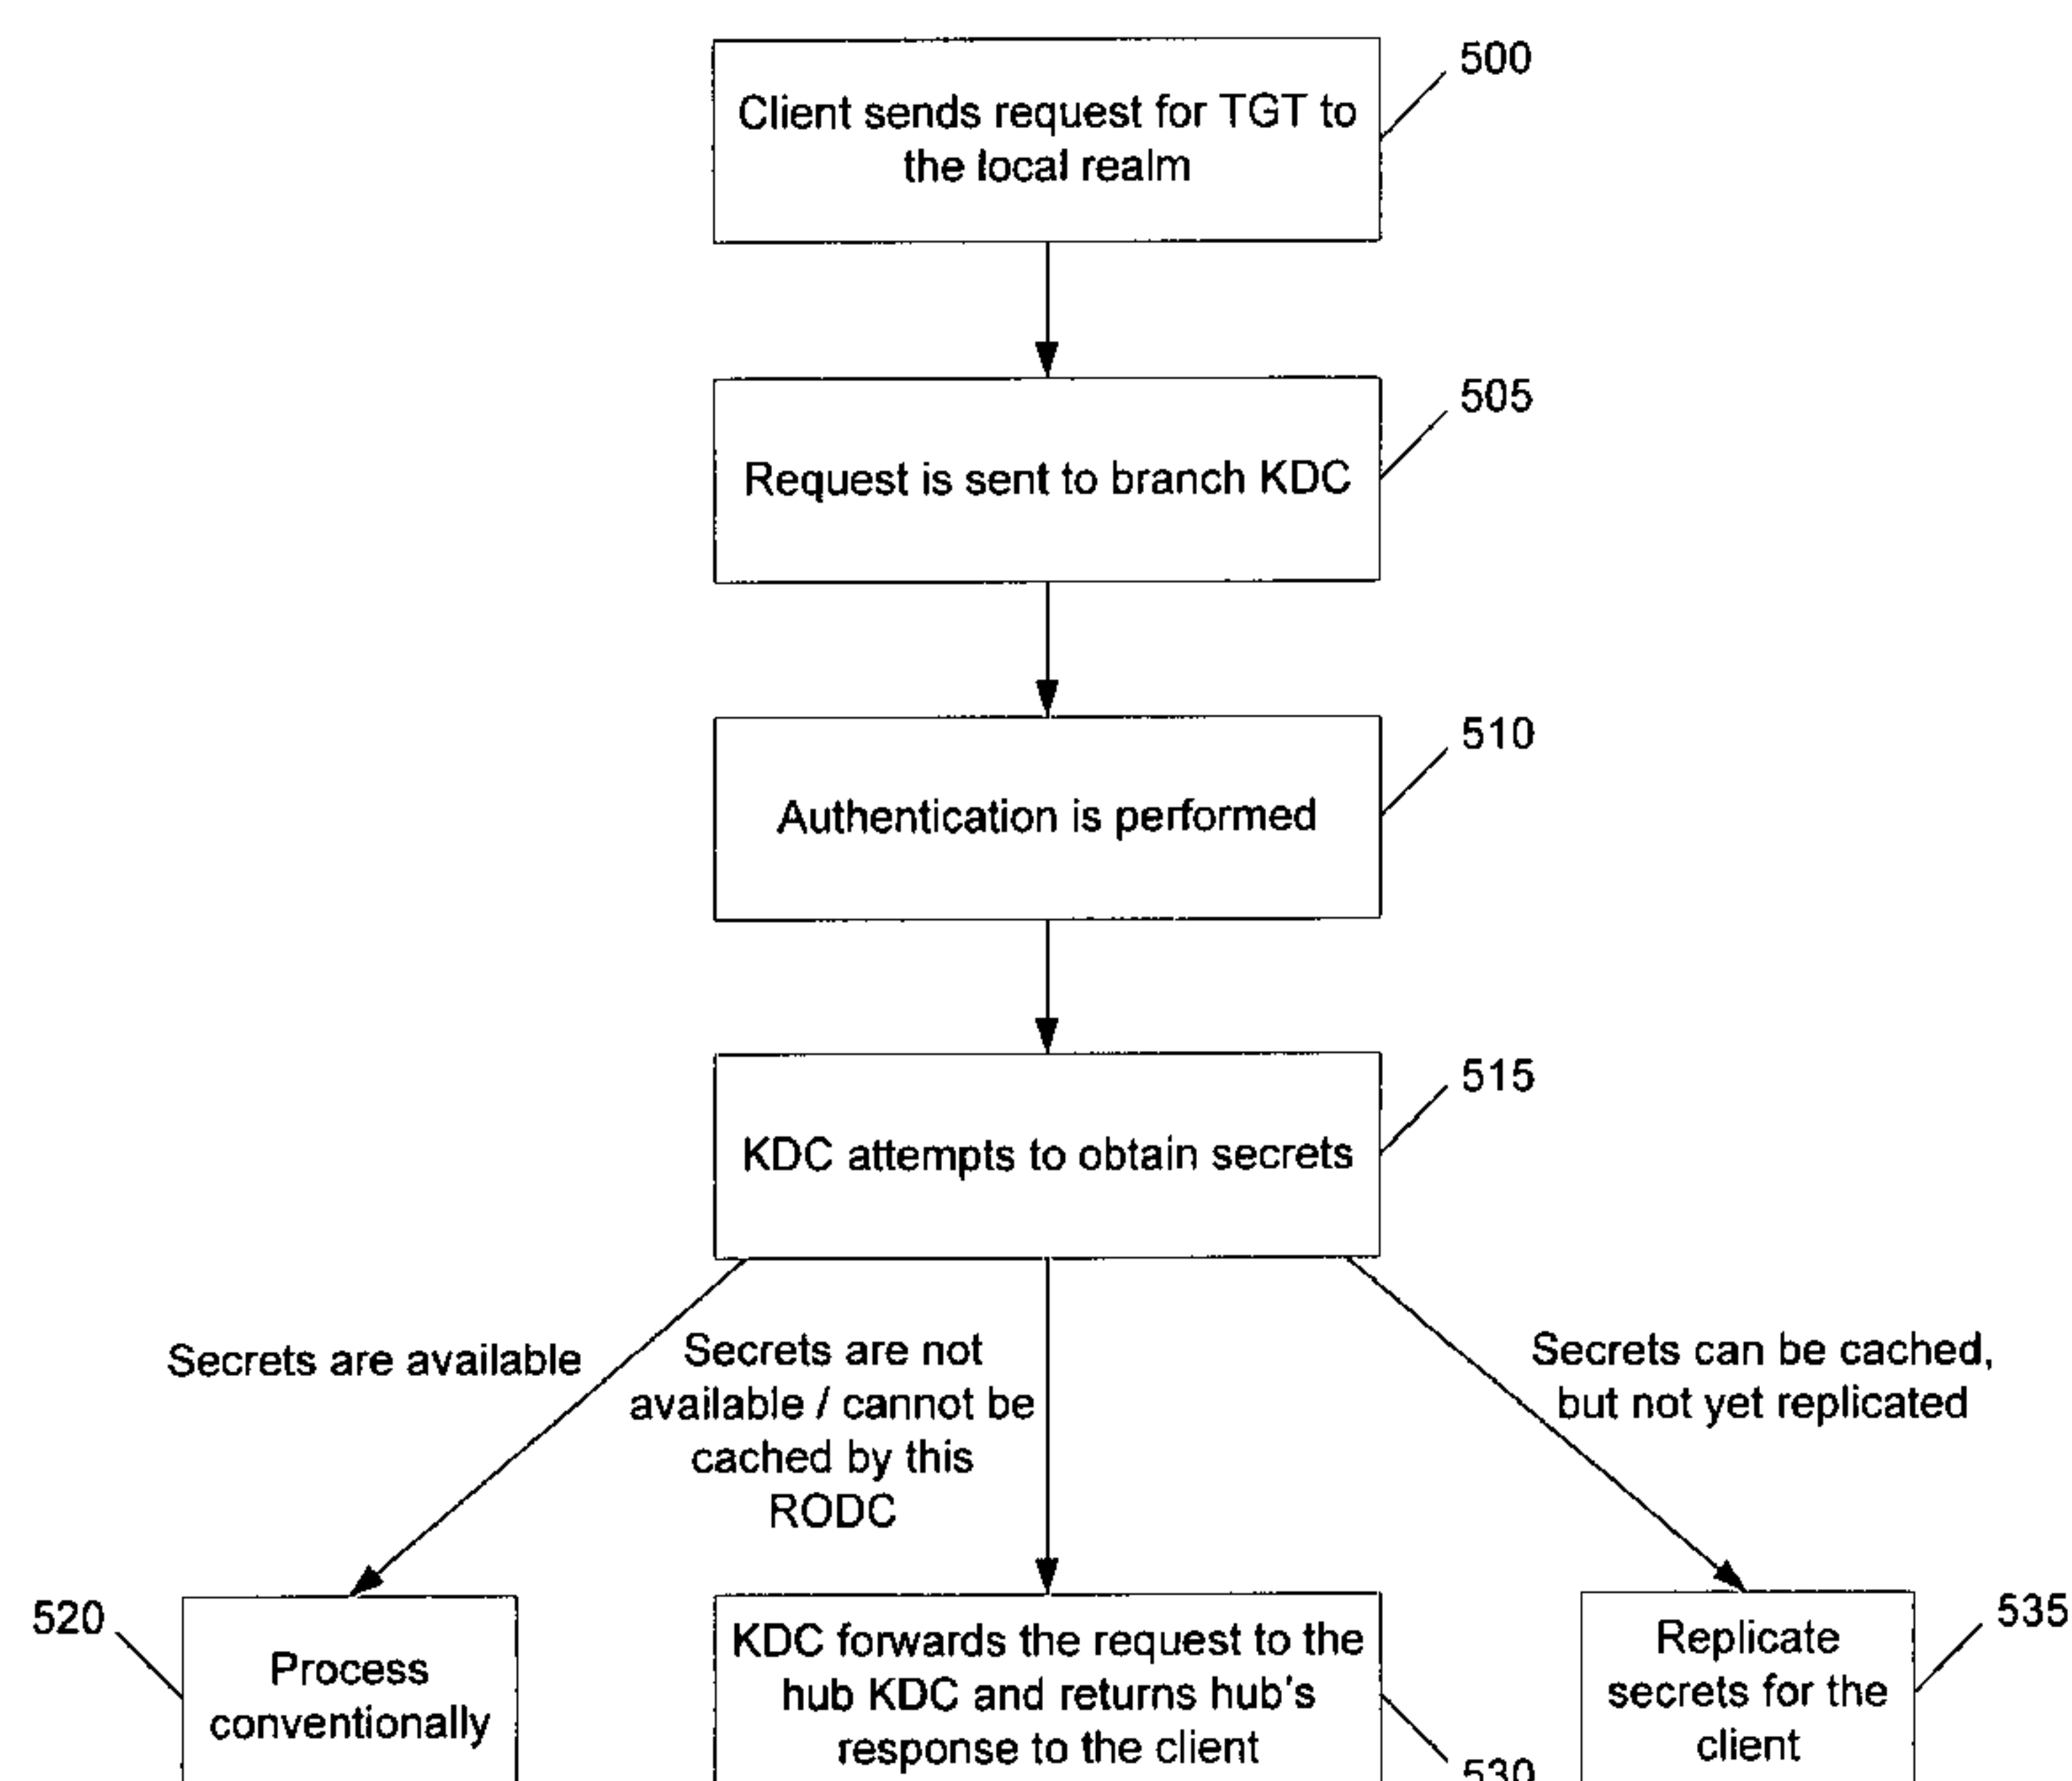 500
Client sends request for TGT to
the local realm
505
Request is sent to branch KDC
510
Authentication is performed
515
KDC attempts to obtain secrets
Secrets are available
Secrets are not
available / cannot be
cached by this
RODC
Secrets can be cached,
but not yet replicated
520
Process
conventionally
KDC forwards the request to the
hub KDC and returns hub's
response to the client
530
Replicate
secrets for the
client
535